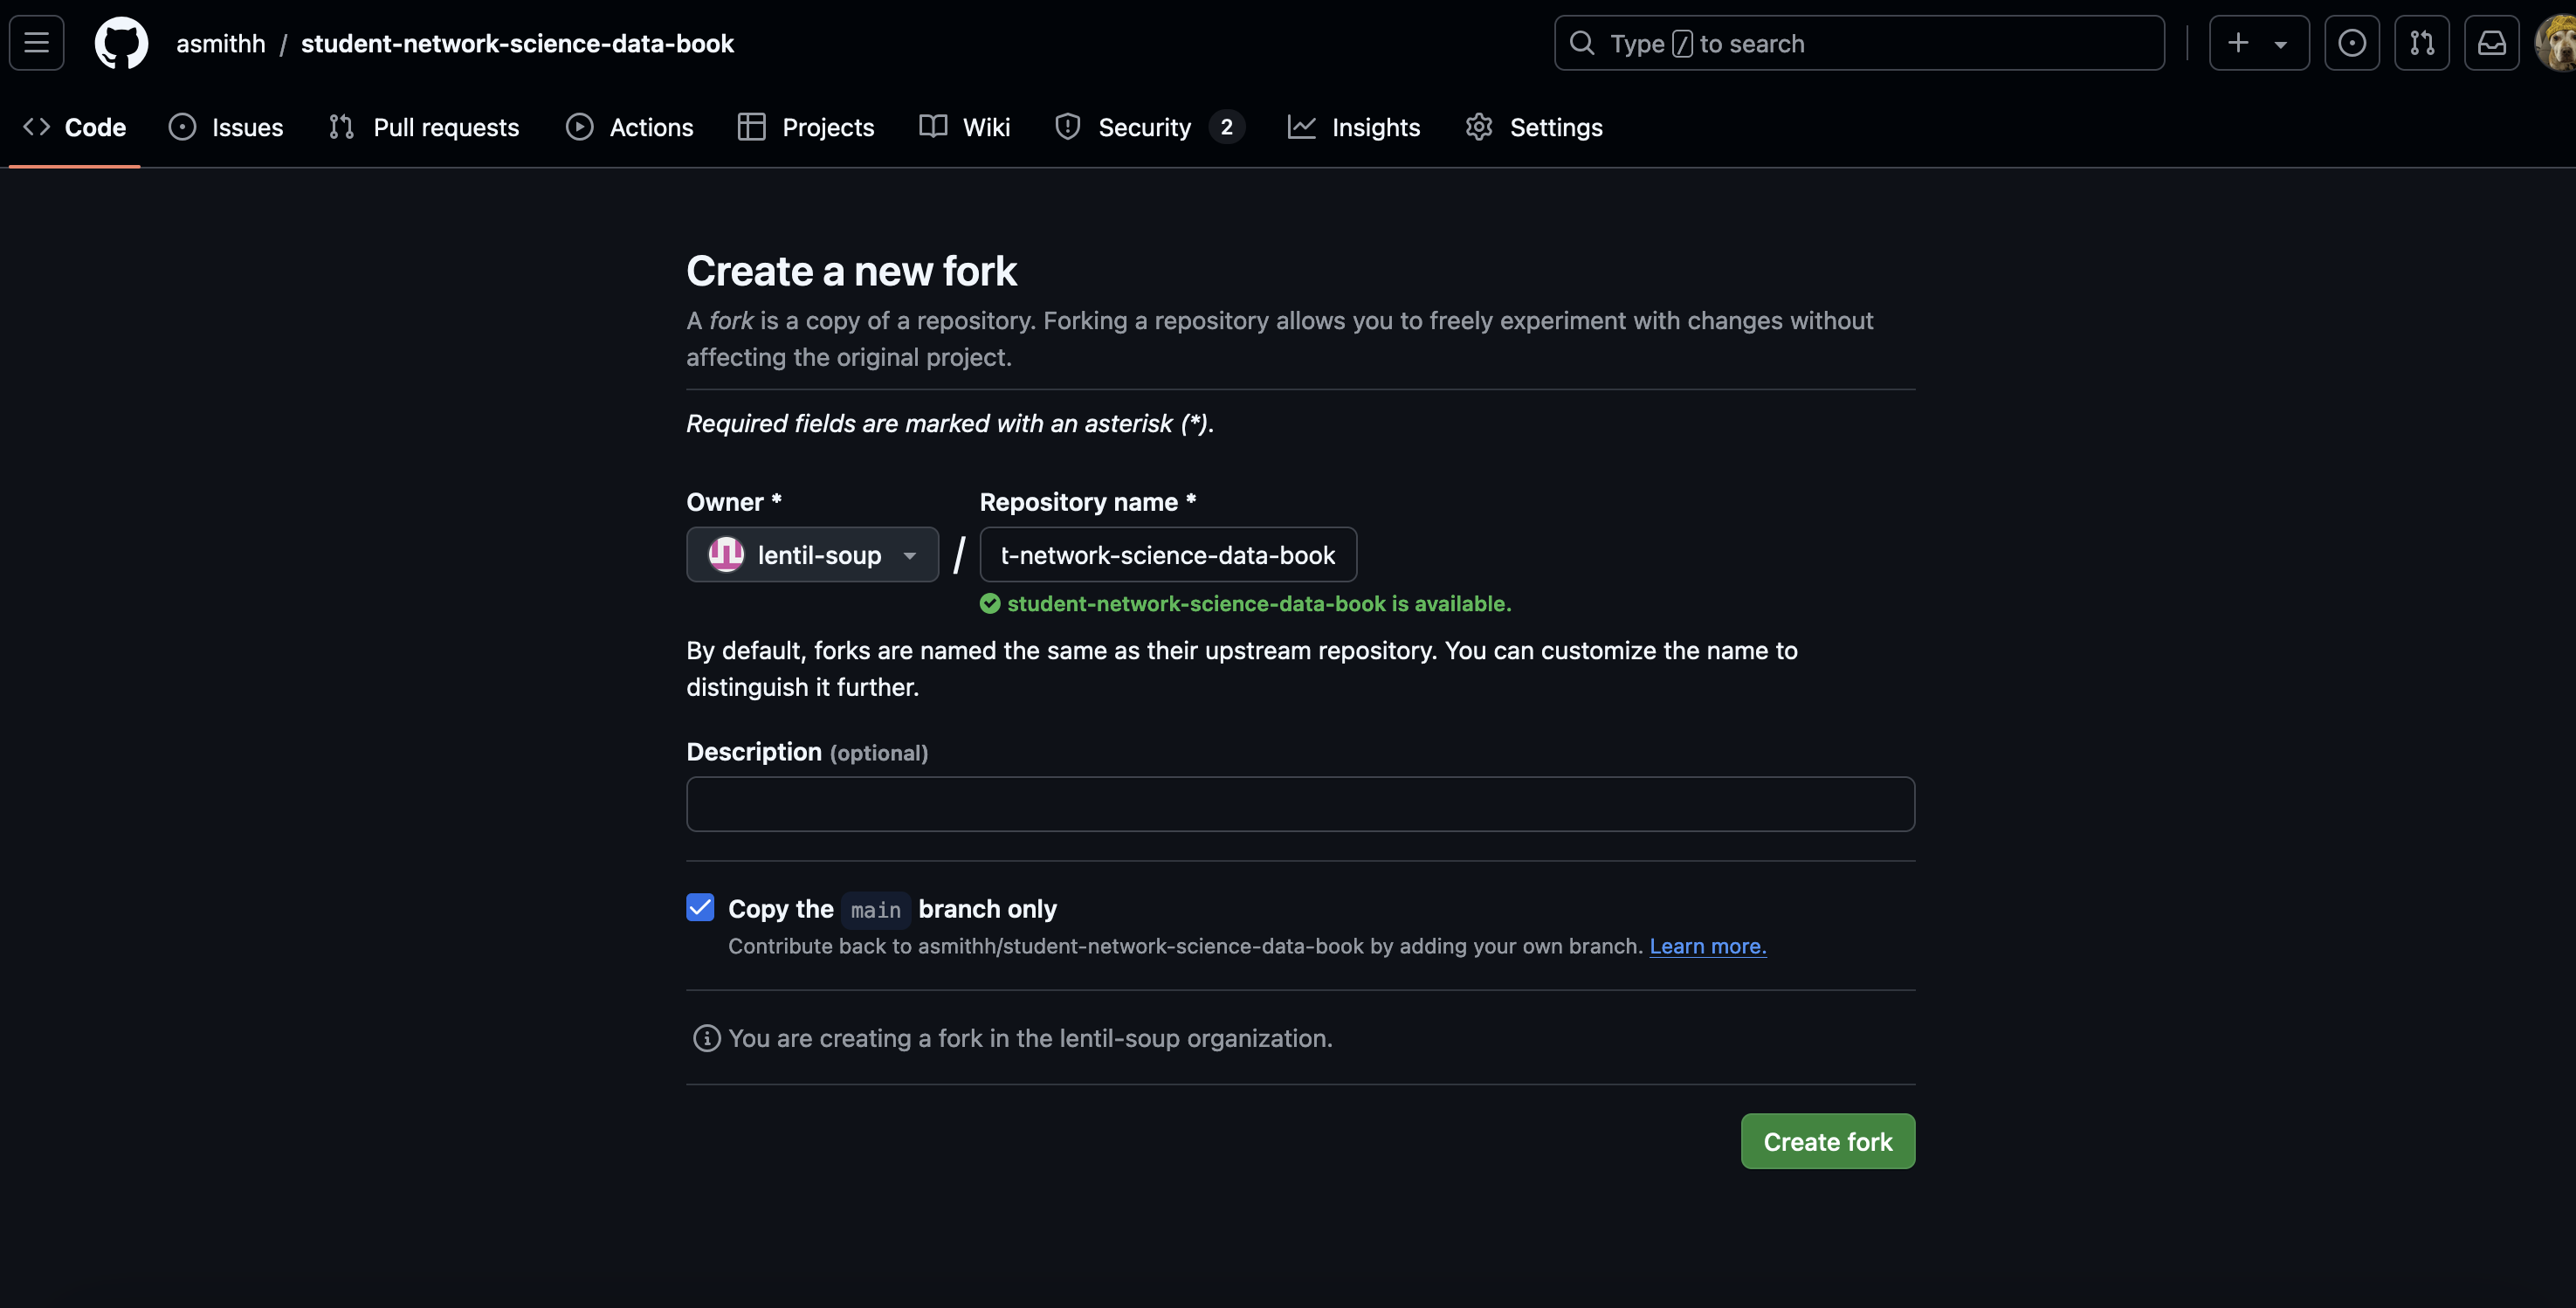 asmithh / student-network-science-data-book
Type / to search
Code Issues Pull requests Actions Projects Wiki Security 2 Insights Settings
Create a new fork
A fork is a copy of a repository. Forking a repository allows you to freely experiment with changes without
affecting the original project.
Required fields are marked with an asterisk (*).
Owner * Repository name *
lentil-soup / t-network-science-data-book
student-network-science-data-book is available.
By default, forks are named the same as their upstream repository. You can customize the name to
distinguish it further.
Description (optional)
Copy the main branch only
Contribute back to asmithh/student-network-science-data-book by adding your own branch. Learn more.
You are creating a fork in the lentil-soup organization.
Create fork